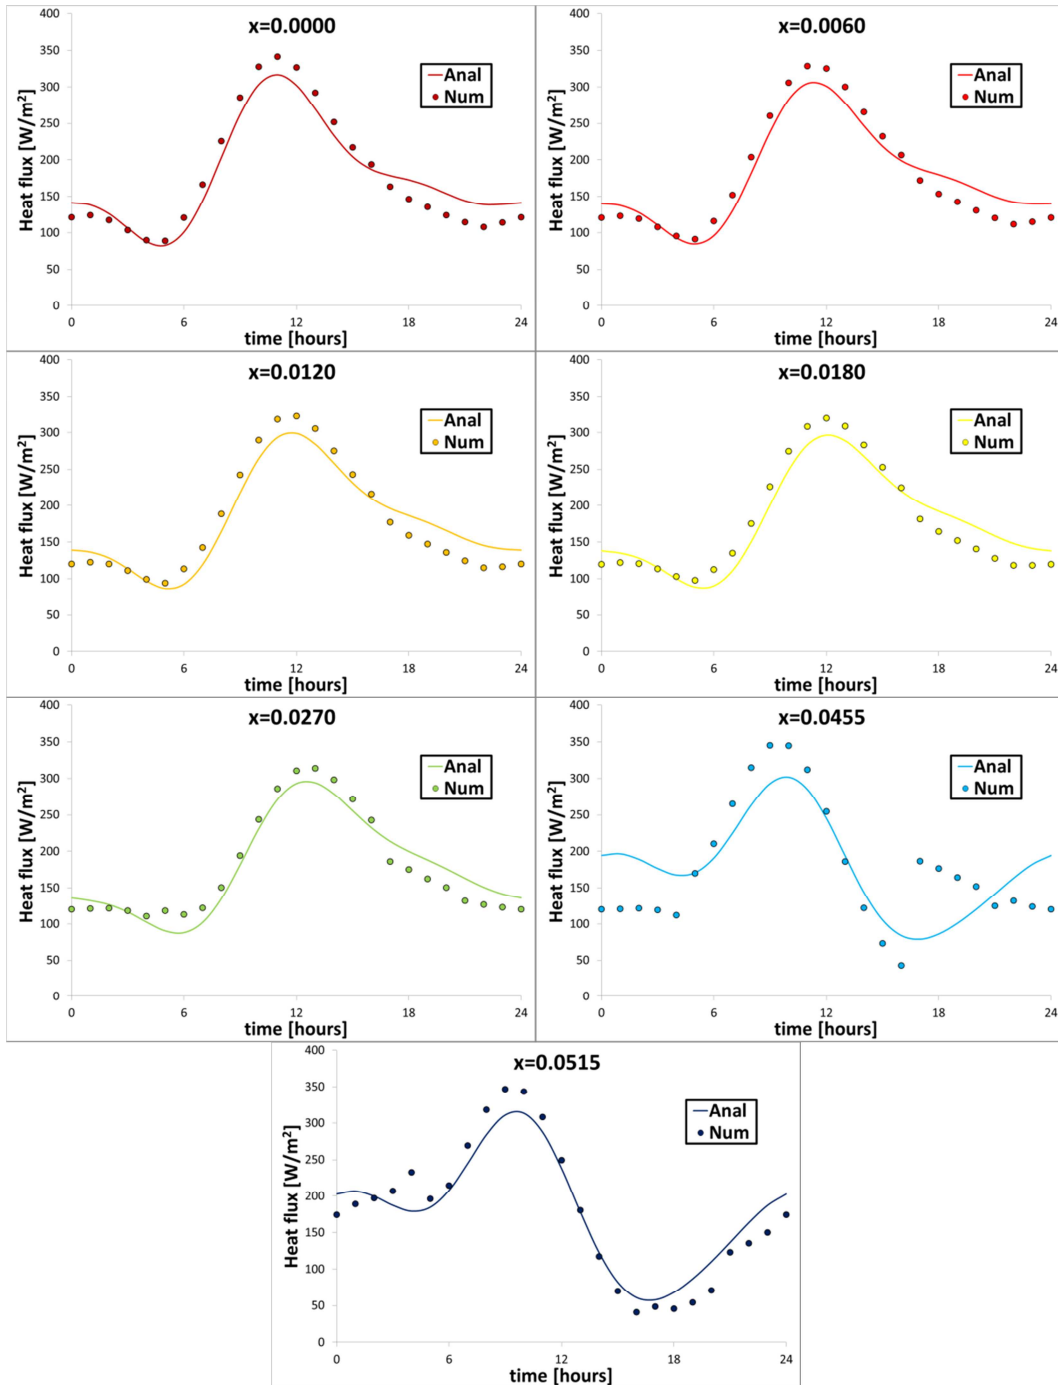 x=0.0000
400
350
300
250
200
150
100
50
0
Heat flux [W/m²]
Anal
Num
0
6
12
18
24
time [hours]
x=0.0060
400
350
300
250
200
150
100
50
0
Heat flux [W/m²]
Anal
Num
0
6
12
18
24
time [hours]
x=0.0120
400
350
300
250
200
150
100
50
0
Heat flux [W/m²]
Anal
Num
0
6
12
18
24
time [hours]
x=0.0180
400
350
300
250
200
150
100
50
0
Heat flux [W/m²]
Anal
Num
0
6
12
18
24
time [hours]
x=0.0270
400
350
300
250
200
150
100
50
0
Heat flux [W/m²]
Anal
Num
0
6
12
18
24
time [hours]
x=0.0455
400
350
300
250
200
150
100
50
0
Heat flux [W/m²]
Anal
Num
0
6
12
18
24
time [hours]
x=0.0515
400
350
300
250
200
150
100
50
0
Heat flux [W/m²]
Anal
Num
0
6
12
18
24
time [hours]